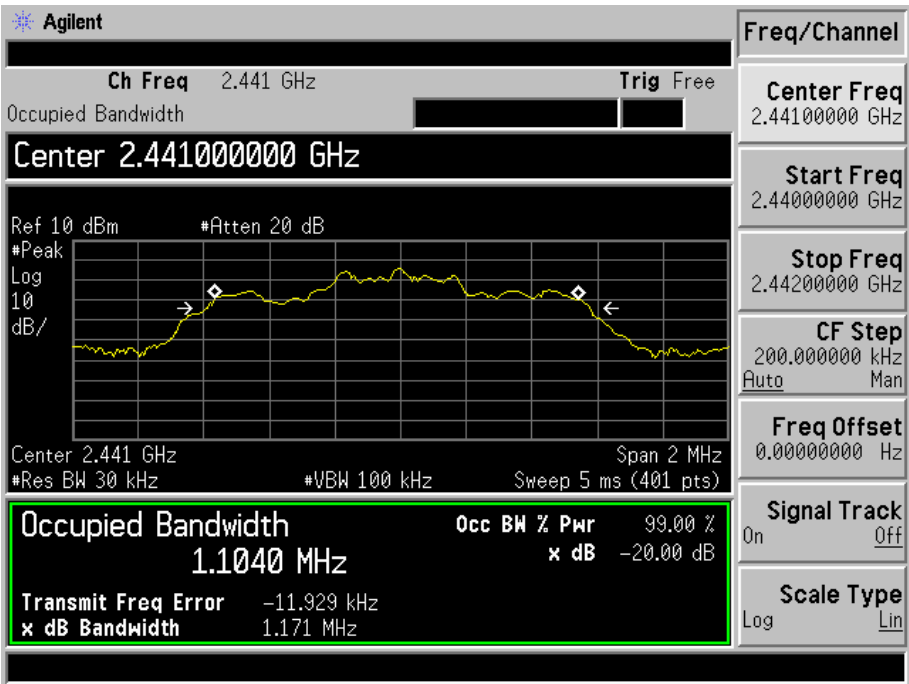 Agilent
Freq/Channel
Ch Freq 2.441 GHz Trig Free
Occupied Bandwidth
Center 2.441000000 GHz
Ref 10 dBm #Atten 20 dB
#Peak
Log
10
dB/
Center 2.441 GHz Span 2 MHz
#Res BW 30 kHz #VBW 100 kHz Sweep 5 ms (401 pts)
Occupied Bandwidth Occ BW % Pwr 99.00 %
1.1040 MHz x dB -20.00 dB
Transmit Freq Error -11.929 kHz
x dB Bandwidth 1.171 MHz
Center Freq
2.44100000 GHz
Start Freq
2.44000000 GHz
Stop Freq
2.44200000 GHz
CF Step
200.000000 kHz
Auto Man
Freq Offset
0.00000000 Hz
Signal Track
On Off
Scale Type
Log Lin